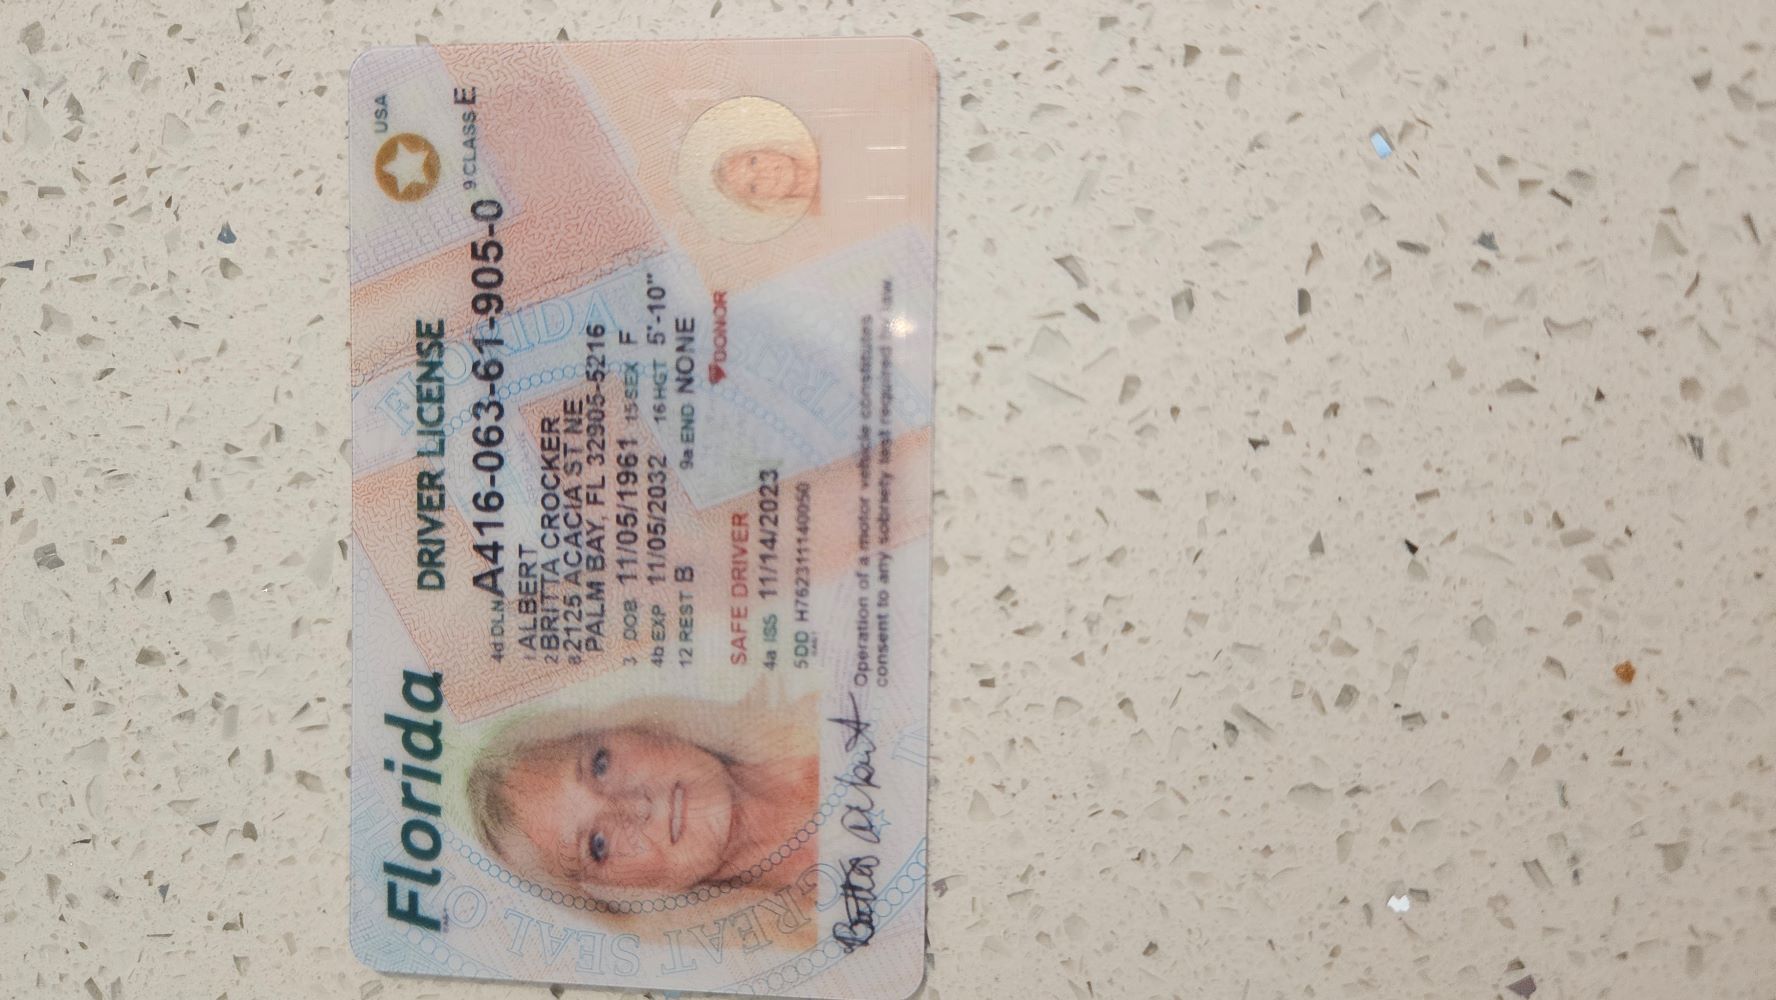 Florida
DRIVER LICENSE
USA
9 CLASS E
4d DLN A416-063-61-905-0
1 ALBERT
2 BRITTA CROCKER
8 2125 ACACIA ST NE
PALM BAY, FL 32905-5216
3 DOB 11/05/1961 15 SEX F
4b EXP 11/05/2032 16 HGT 5'-10"
12 REST B 9a END NONE
DONOR
SAFE DRIVER
4a ISS 11/14/2023
5 DD H762311140050
Britta Albert
Operation of a motor vehicle constitutes
consent to any sobriety test required by law.
GREAT SEAL O
FLORIDA